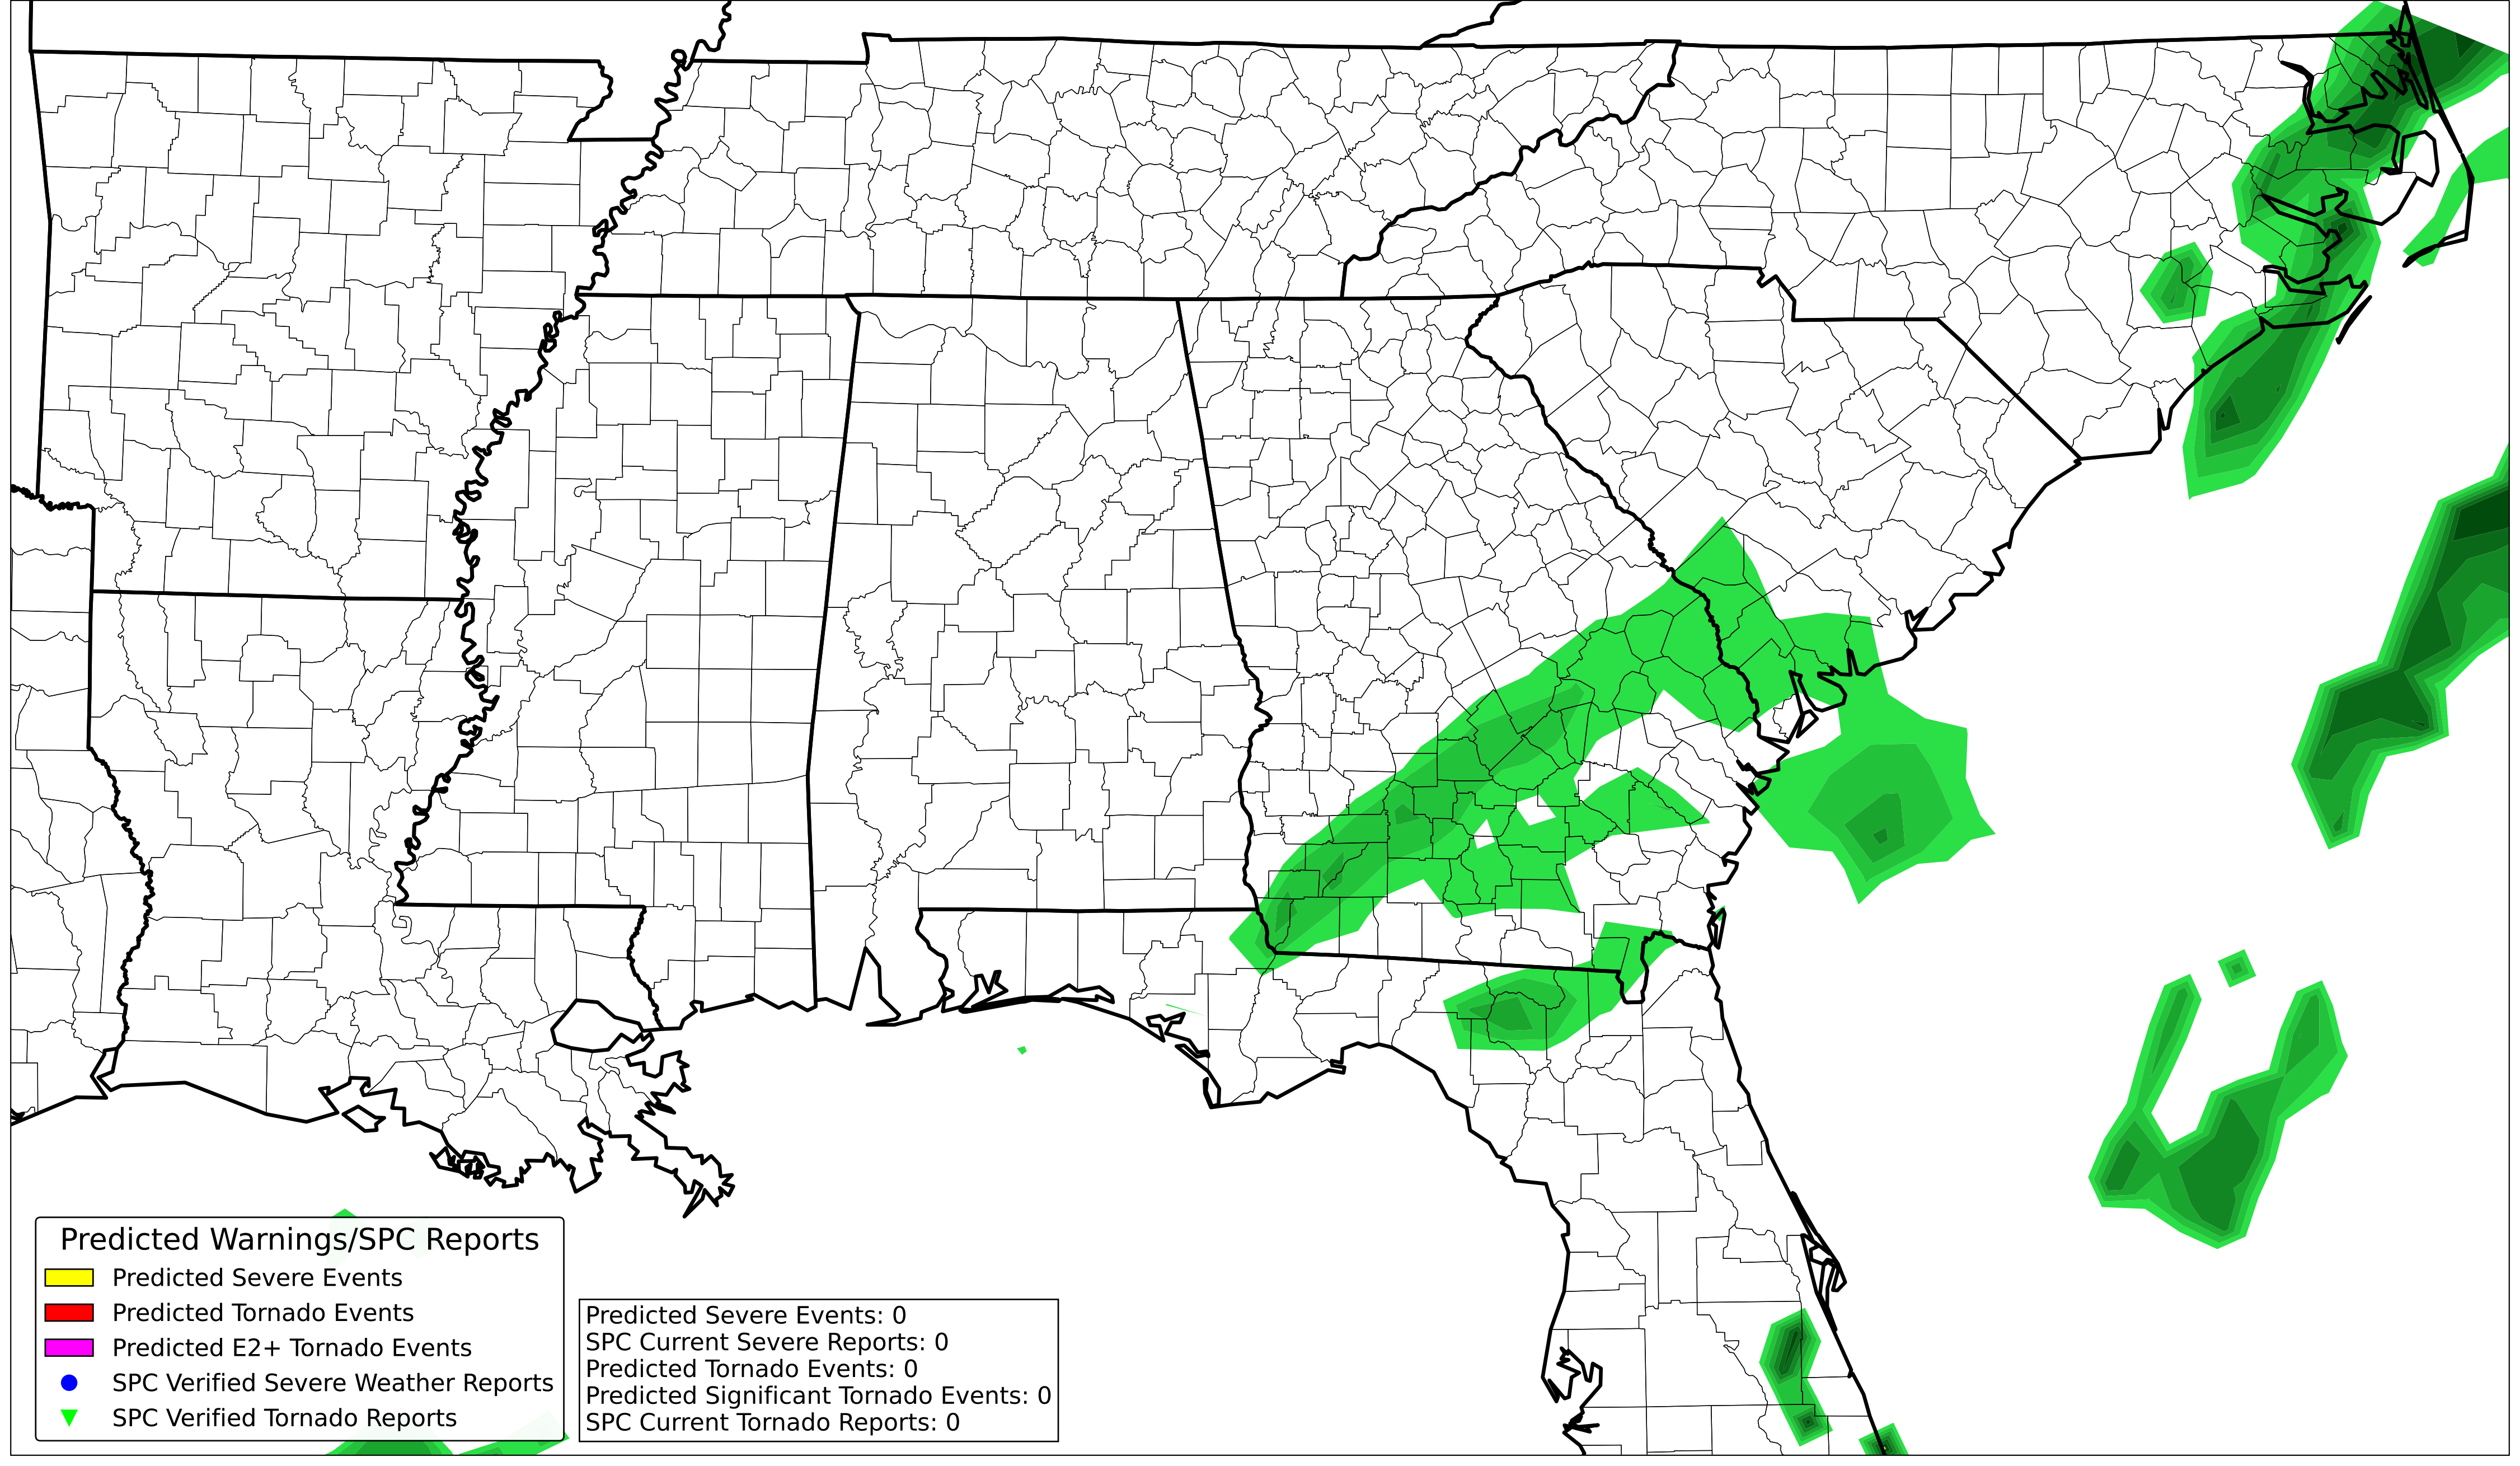 Predicted Warnings/SPC Reports
Predicted Severe Events
Predicted Tornado Events
Predicted E2+ Tornado Events
SPC Verified Severe Weather Reports
SPC Verified Tornado Reports
Predicted Severe Events: 0
SPC Current Severe Reports: 0
Predicted Tornado Events: 0
Predicted Significant Tornado Events: 0
SPC Current Tornado Reports: 0